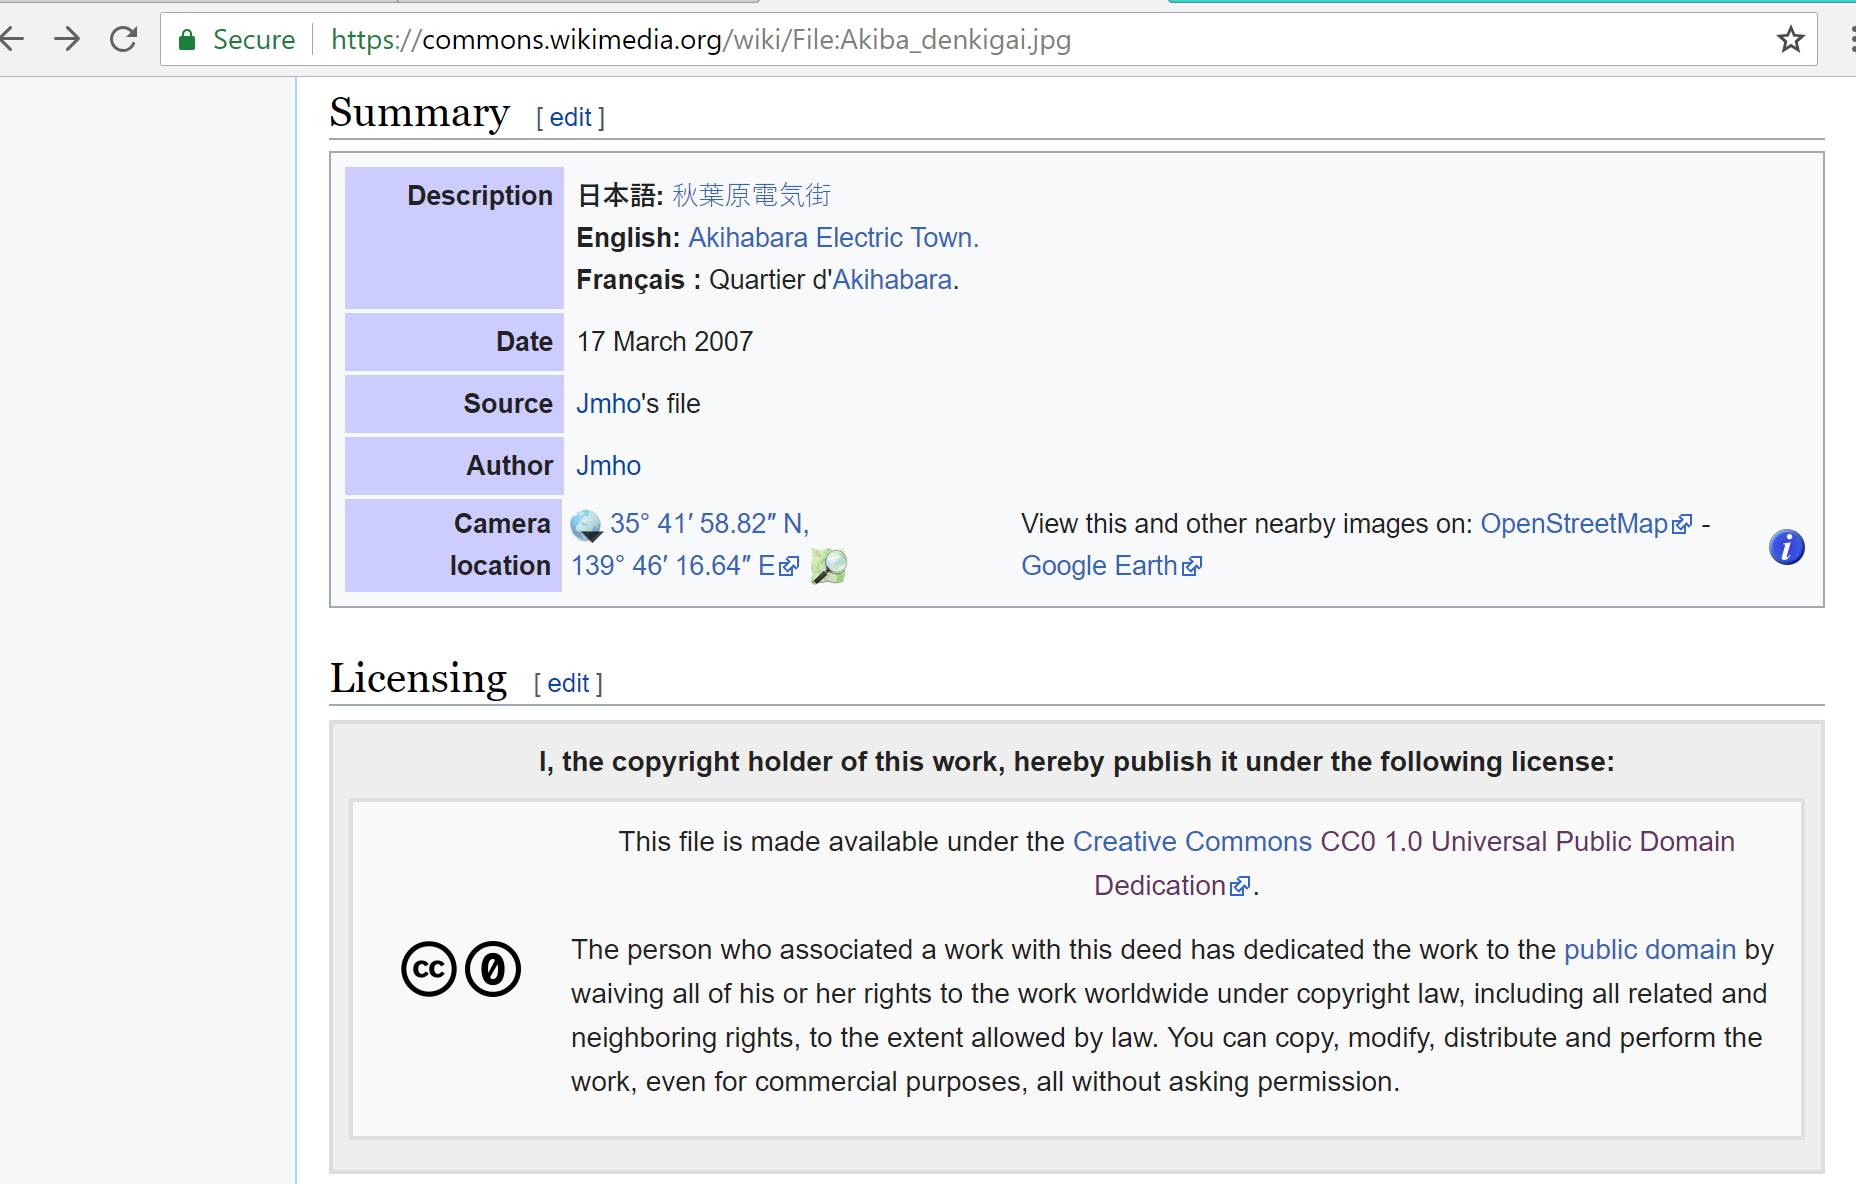 Secure https://commons.wikimedia.org/wiki/File:Akiba_denkigai.jpg
Summary [ edit ]
Description 日本語: 秋葉原電気街
English: Akihabara Electric Town.
Français : Quartier d'Akihabara.
Date 17 March 2007
Source Jmho's file
Author Jmho
Camera location 35° 41′ 58.82″ N,
139° 46′ 16.64″ E
View this and other nearby images on: OpenStreetMap -
Google Earth
i
Licensing [ edit ]
I, the copyright holder of this work, hereby publish it under the following license:
This file is made available under the Creative Commons CC0 1.0 Universal Public Domain
Dedication.
cc 0
The person who associated a work with this deed has dedicated the work to the public domain by
waiving all of his or her rights to the work worldwide under copyright law, including all related and
neighboring rights, to the extent allowed by law. You can copy, modify, distribute and perform the
work, even for commercial purposes, all without asking permission.